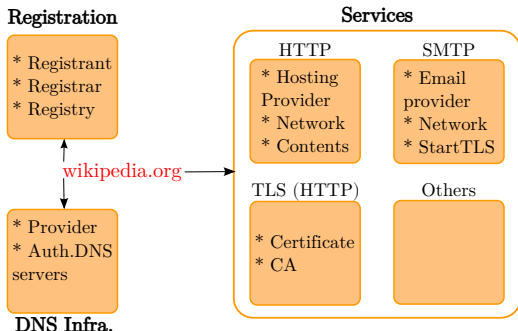 Registration
* Registrant
* Registrar
* Registry
wikipedia.org
* Provider
* Auth.DNS
servers
DNS Infra.
Services
HTTP
* Hosting
Provider
* Network
* Contents
SMTP
* Email
provider
* Network
* StartTLS
TLS (HTTP)
* Certificate
* CA
Others